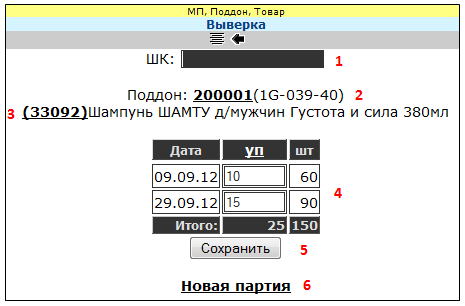 МП, Поддон, Товар
Выверка
ШК: 1
Поддон: 200001(1G-039-40) 2
3 (33092)Шампунь ШАМТУ д/мужчин Густота и сила 380мл
Дата уп шт
09.09.12 10 60
29.09.12 15 90
4
Итого: 25 150
Сохранить 5
Новая партия 6